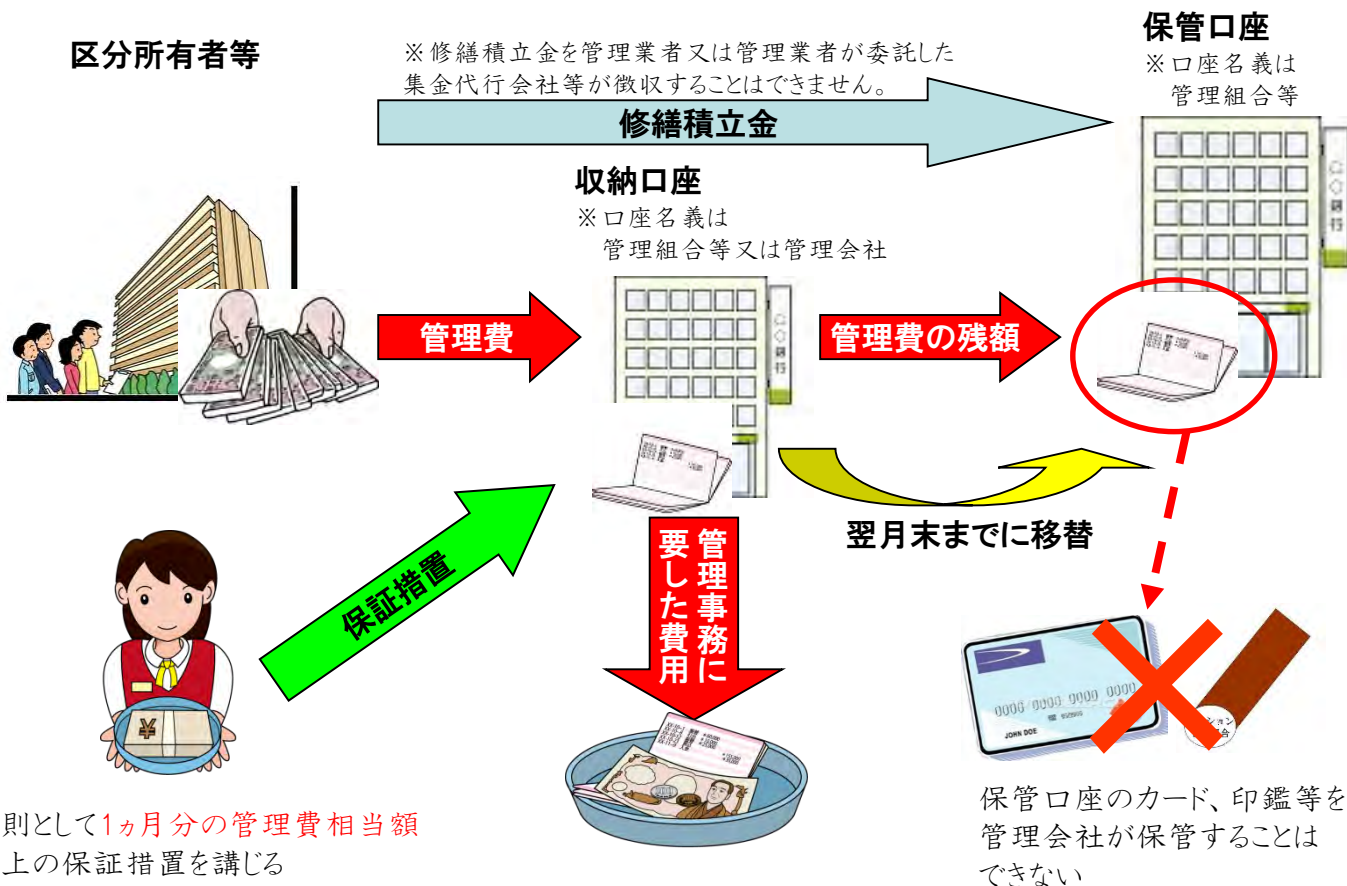 区分所有者等
※修繕積立金を管理業者又は管理業者が委託した
集金代行会社等が徴収することはできません。
修繕積立金
保管口座
※口座名義は
管理組合等
収納口座
※口座名義は
管理組合等又は管理会社
管理費
管理費の残額
翌月末までに移替
保証措置
管理事務に
要した費用
則として1ヵ月分の管理費相当額
上の保証措置を講じる
0000 0000 0000 0000
JOHN DOE
保管口座のカード、印鑑等を
管理会社が保管することは
できない